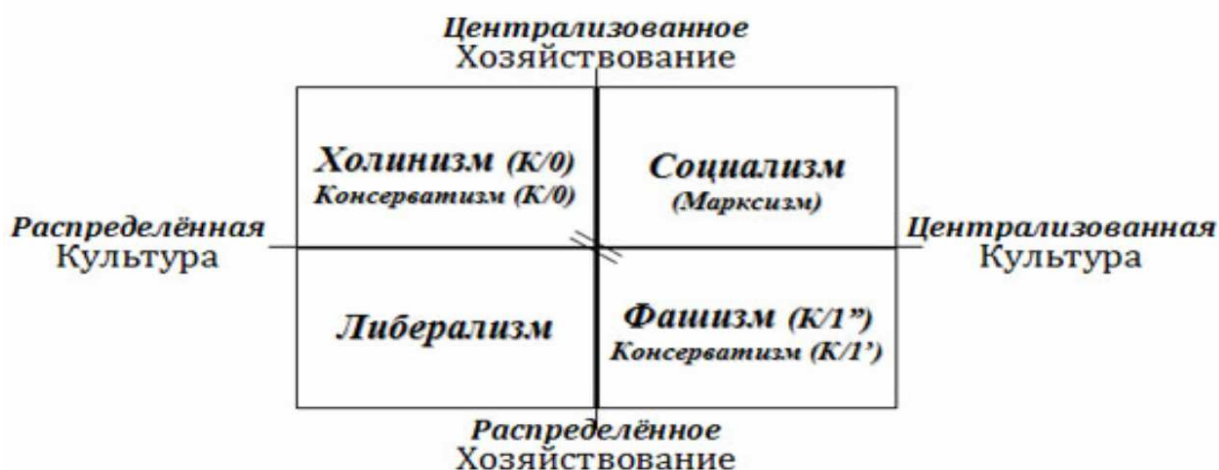 Централизованное
Хозяйствование
Холинизм (К/0)
Консерватизм (К/0)
Социализм
(Марксизм)
Распределённая
Культура
Централизованная
Культура
Либерализм
Фашизм (К/1”)
Консерватизм (К/1’)
Распределённое
Хозяйствование